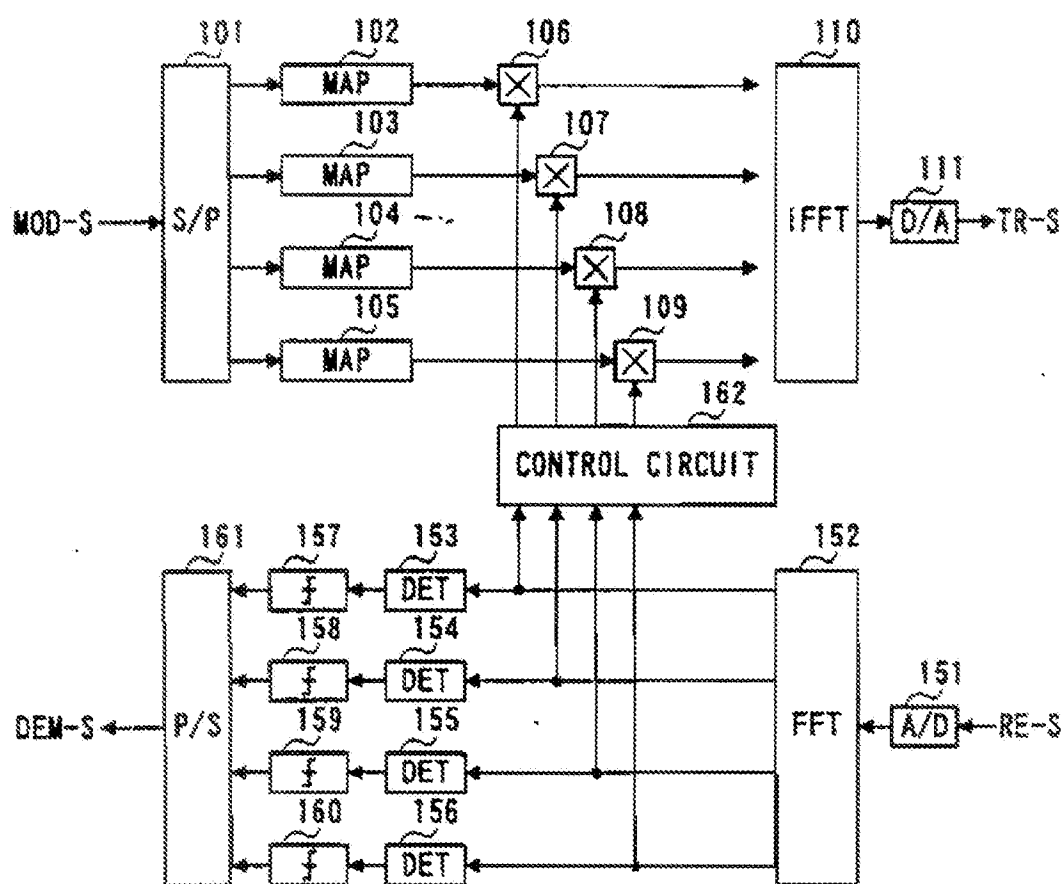 101 102 106 110
MAP
103 107
MAP
111
MOD-S S/P 104 108 IFFT D/A TR-S
MAP
105 109
MAP
162
CONTROL CIRCUIT
161 157 153 152
DET
158 154
DET
151
DEM-S P/S 159 155 FFT A/D RE-S
DET
160 156
DET